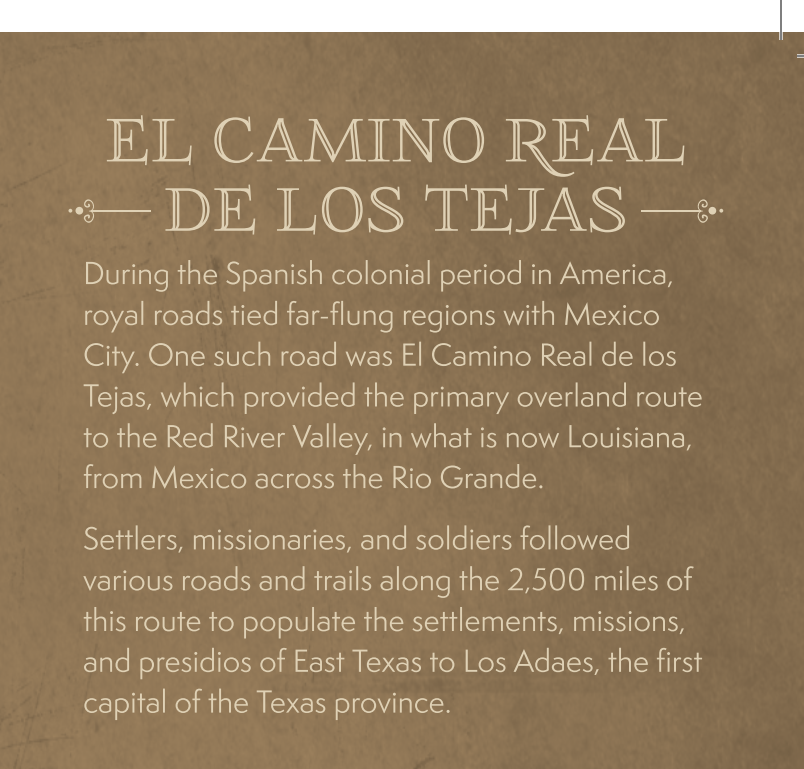 EL CAMINO REAL
DE LOS TEJAS
During the Spanish colonial period in America,
royal roads tied far-flung regions with Mexico
City. One such road was El Camino Real de los
Tejas, which provided the primary overland route
to the Red River Valley, in what is now Louisiana,
from Mexico across the Rio Grande.
Settlers, missionaries, and soldiers followed
various roads and trails along the 2,500 miles of
this route to populate the settlements, missions,
and presidios of East Texas to Los Adaes, the first
capital of the Texas province.